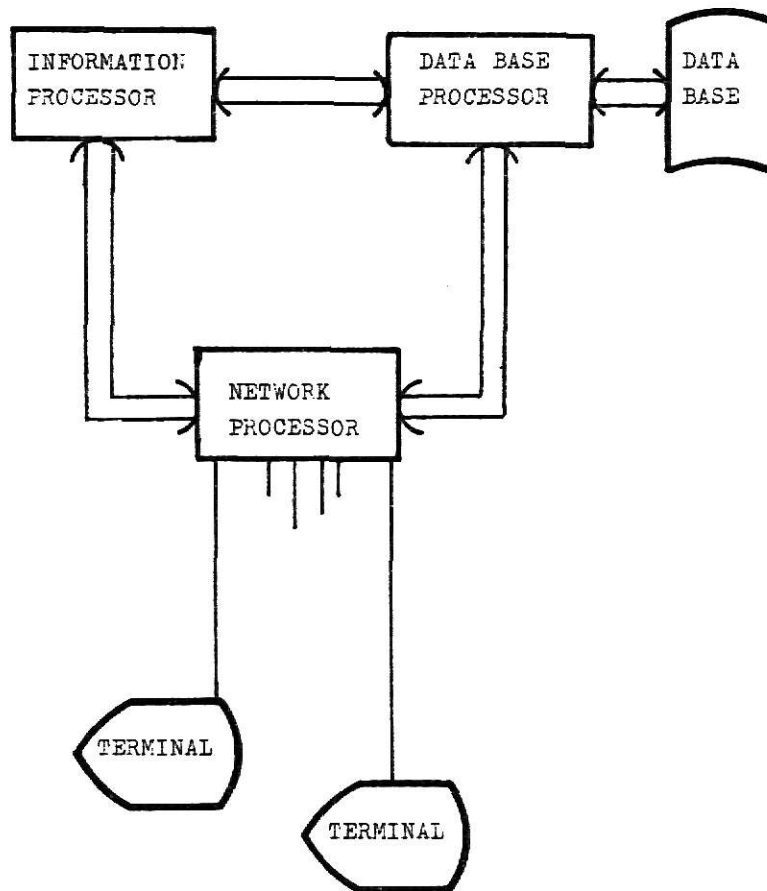 INFORMATION
PROCESSOR
DATA BASE
PROCESSOR
DATA
BASE
NETWORK
PROCESSOR
TERMINAL
TERMINAL